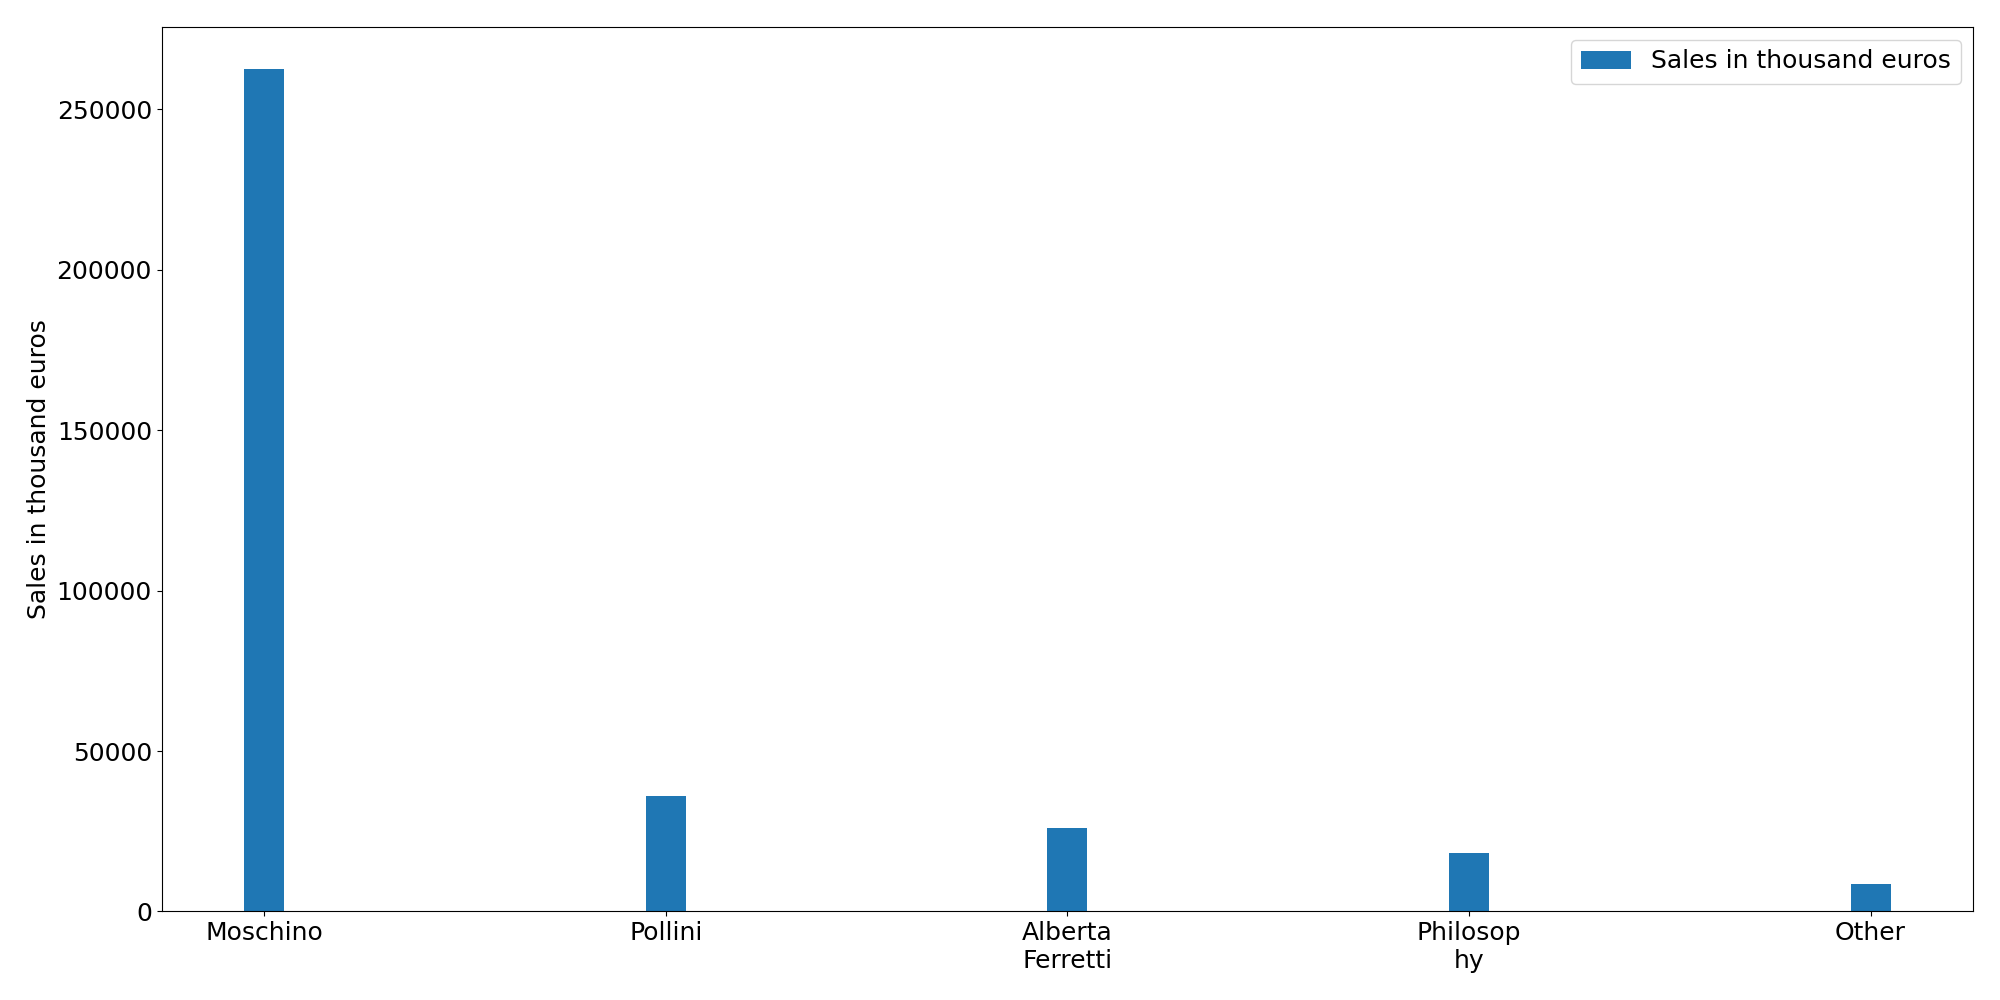 Sales in thousand euros
250000
200000
150000
100000
50000
0
Sales in thousand euros
Moschino
Pollini
Alberta
Ferretti
Philosop
hy
Other